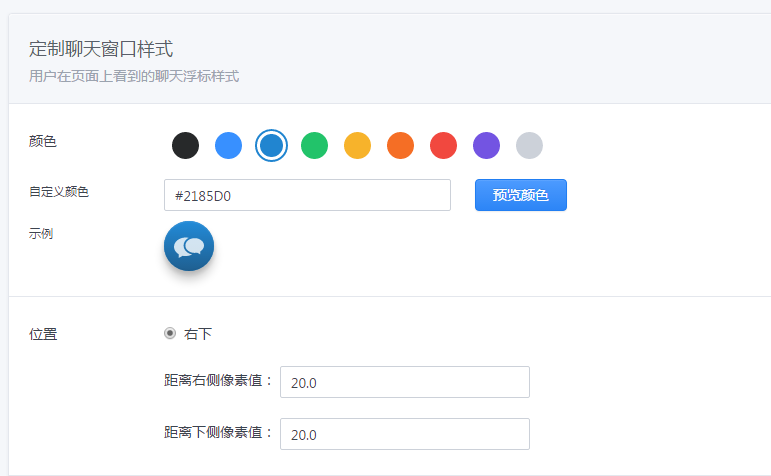 定制聊天窗口样式
用户在页面上看到的聊天浮标样式
颜色
自定义颜色 #2185D0 预览颜色
示例
位置 右下
距离右侧像素值： 20.0
距离下侧像素值： 20.0